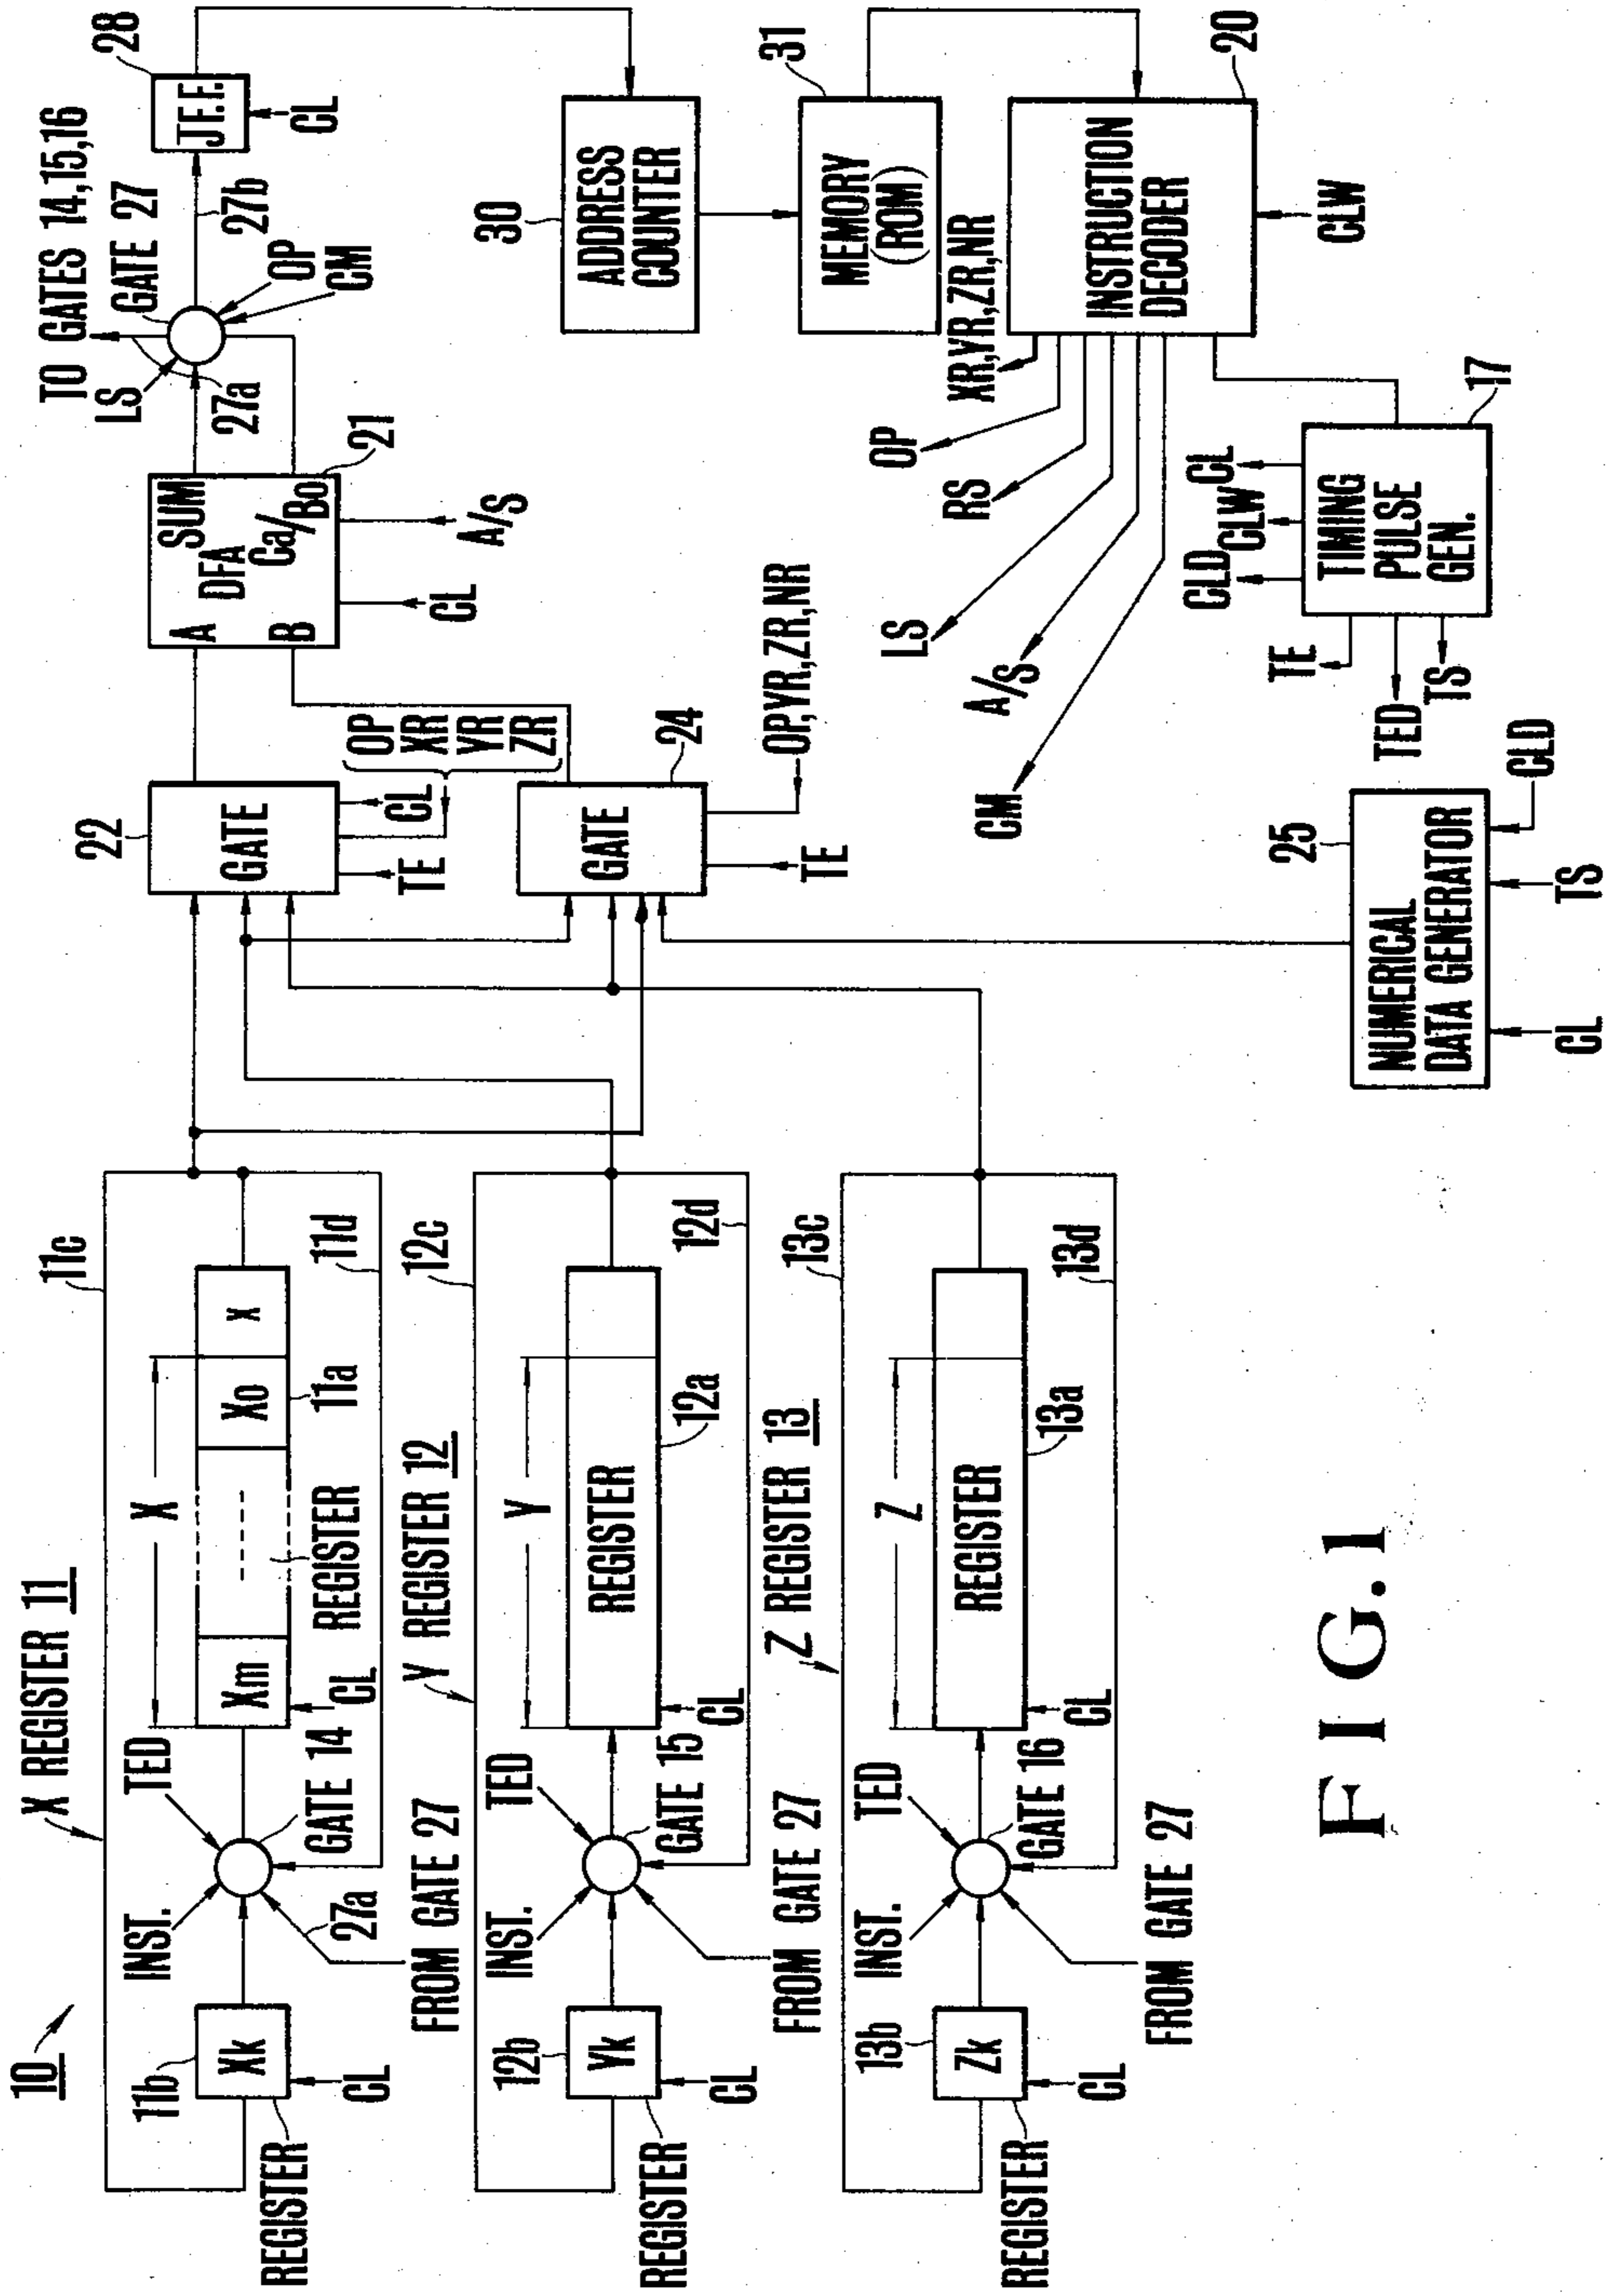 10
X REGISTER 11
11c
11b
Xk
REGISTER
CL
INST.
TED
GATE 14
27a
FROM GATE 27
X
Xm
Xo
x
11a
REGISTER
CL
11d
Y REGISTER 12
12c
12b
Yk
REGISTER
CL
INST.
TED
GATE 15
FROM GATE 27
Y
REGISTER
12a
CL
12d
Z REGISTER 13
13c
13b
Zk
REGISTER
CL
INST.
TED
GATE 16
FROM GATE 27
Z
REGISTER
13a
CL
13d
22
GATE
TE
CL
OP
XR
YR
ZR
24
GATE
TE
OP,YR,ZR,NR
25
NUMERICAL
DATA GENERATOR
CL
TS
CLD
A
SUM
DFA
B
Ca/Bo
21
CL
A/S
TO GATES 14,15,16
LS
GATE 27
27a
27b
OP
CM
28
J F.F.
CL
30
ADDRESS
COUNTER
31
MEMORY
(ROM)
20
INSTRUCTION
DECODER
CLW
XR,YR,ZR,NR
OP
RS
LS
A/S
CM
17
TIMING
PULSE
GEN.
CLD
CLW
CL
TE
TED
TS
FIG.1